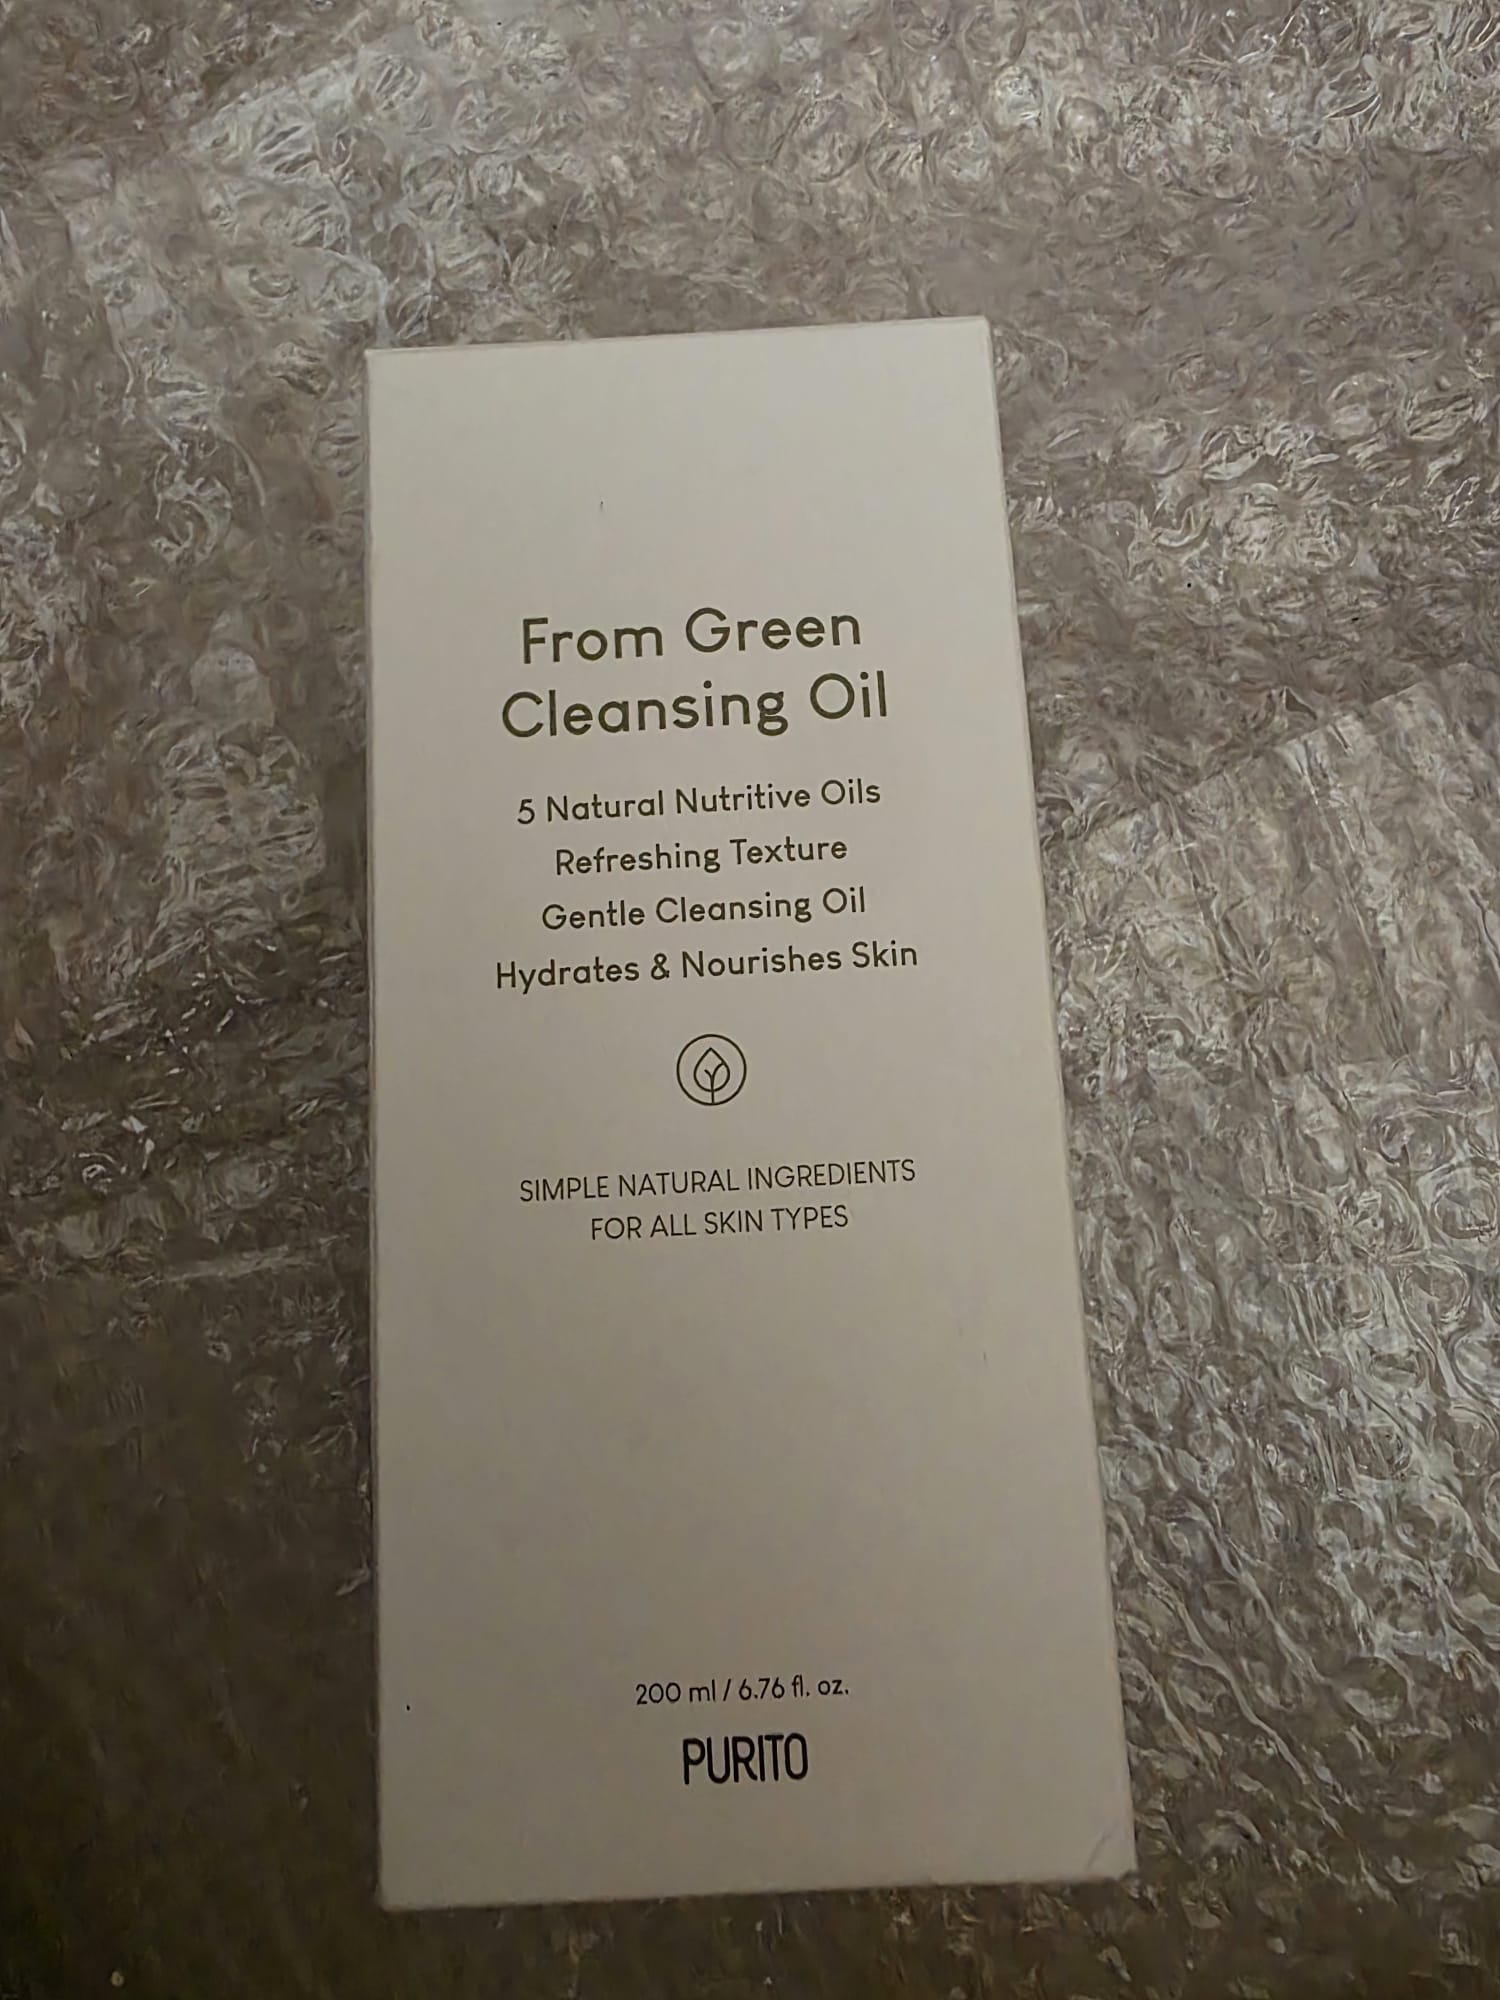 From Green
Cleansing Oil
5 Natural Nutritive Oils
Refreshing Texture
Gentle Cleansing Oil
Hydrates & Nourishes Skin
SIMPLE NATURAL INGREDIENTS
FOR ALL SKIN TYPES
200 ml / 6.76 fl. oz.
PURITO